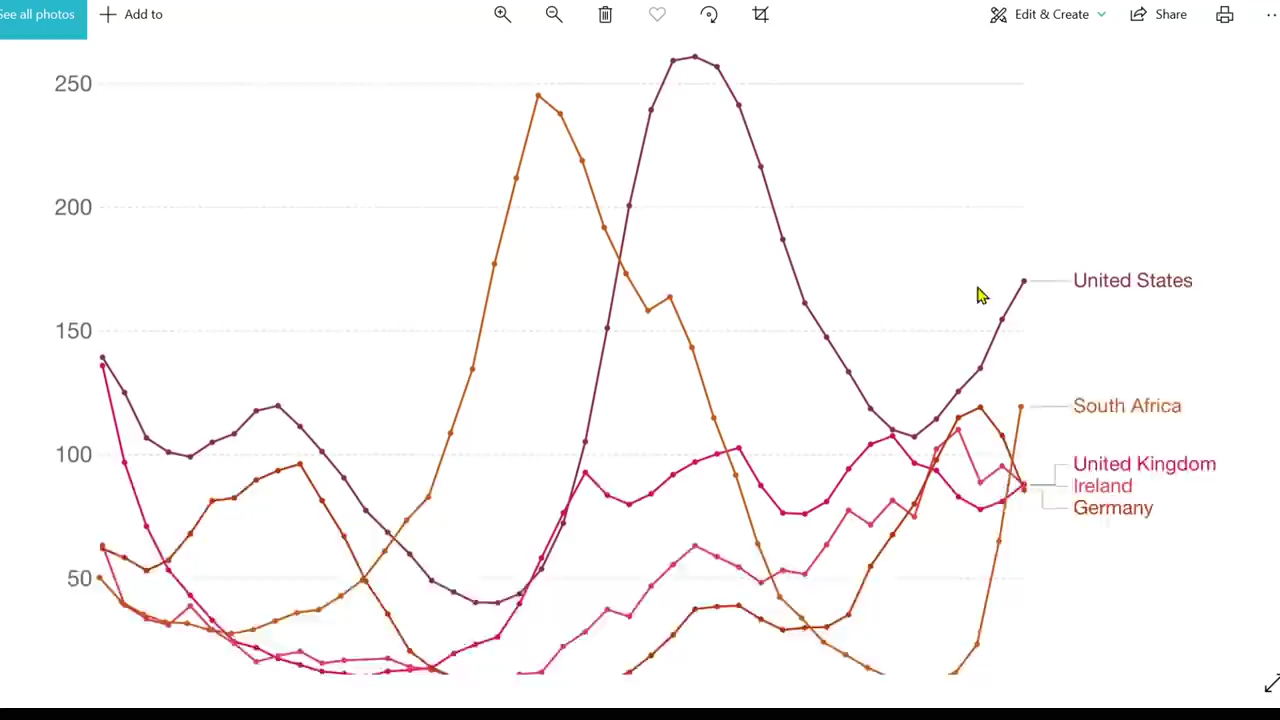 See all photos
Add to
Edit & Create
Share
250
200
150
100
50
United States
South Africa
United Kingdom
Ireland
Germany